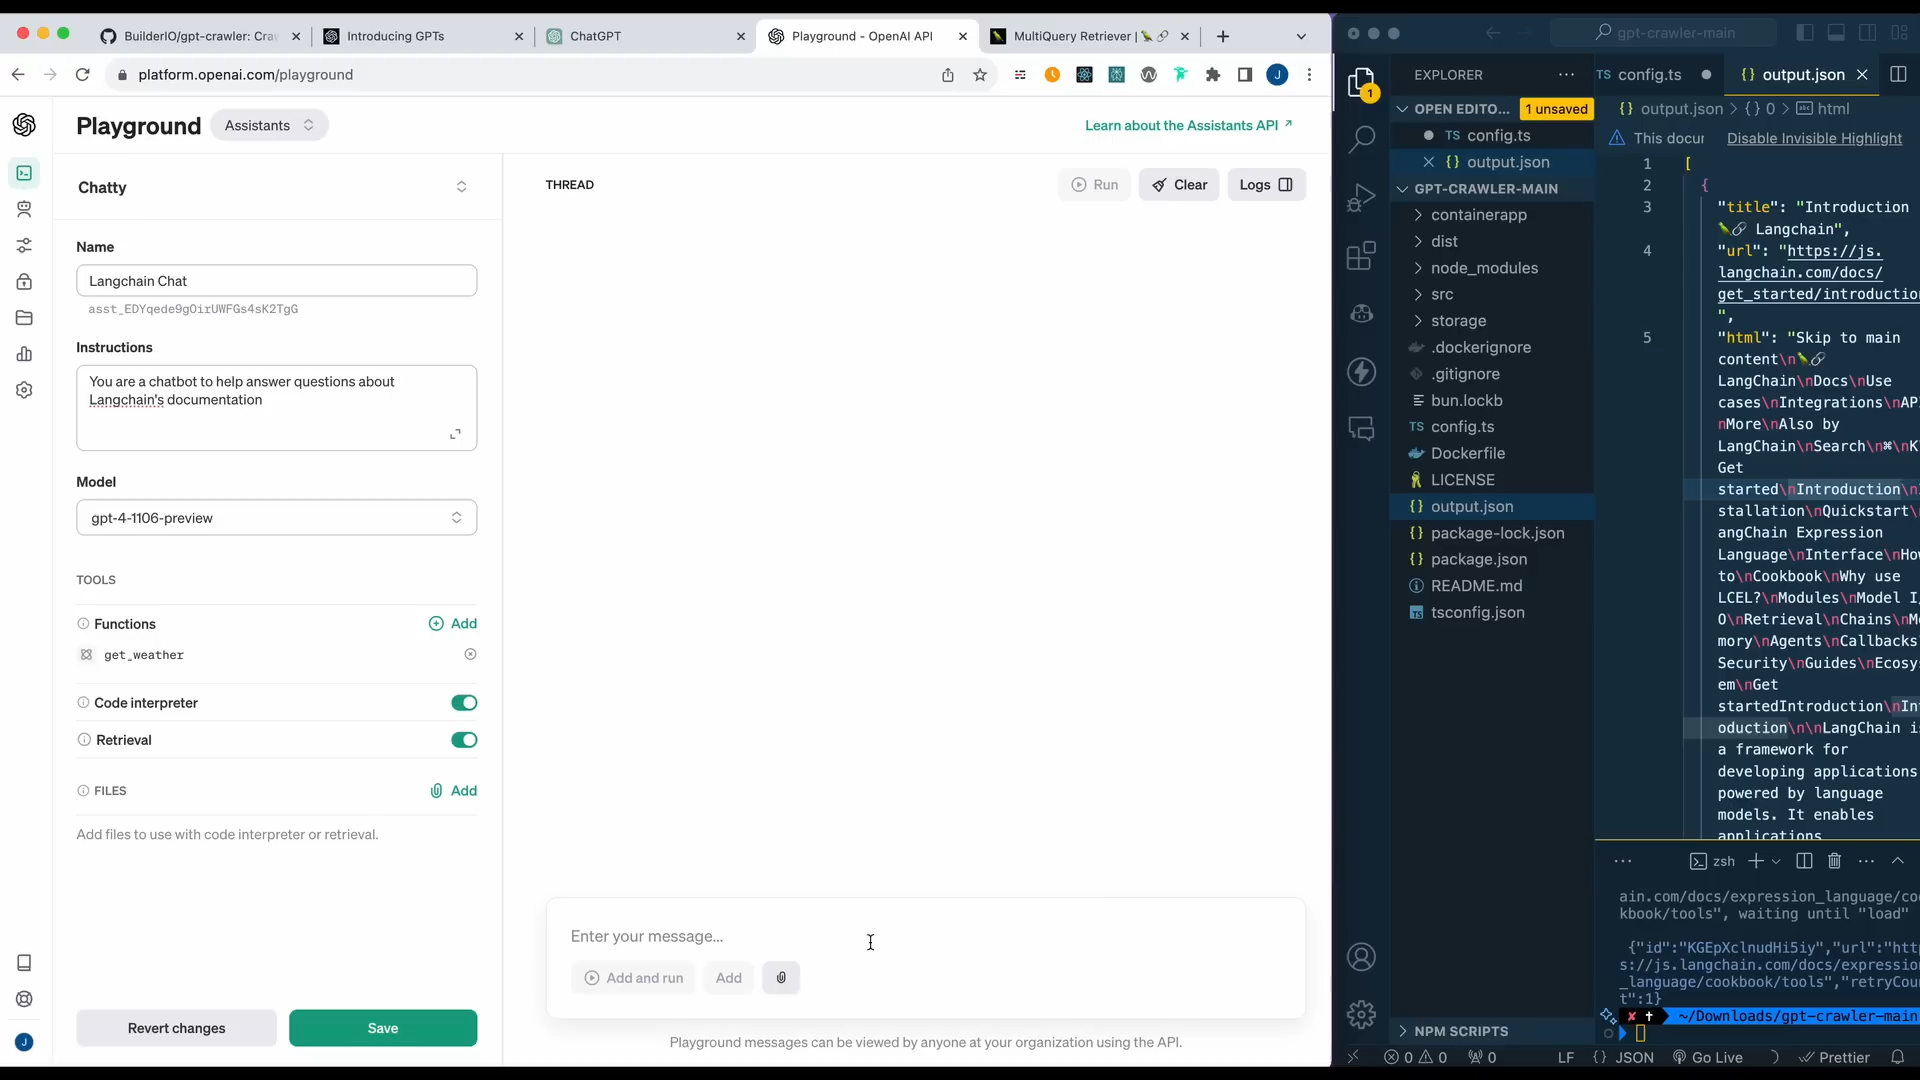 BuilderIO/gpt-crawler: Cra
Introducing GPTs
ChatGPT
Playground - OpenAI API
MultiQuery Retriever |
platform.openai.com/playground
J
Playground
Assistants
Learn about the Assistants API
Chatty
Name
Langchain Chat
asst_EDYqede9gOirUWFGs4sK2TgG
Instructions
You are a chatbot to help answer questions about
Langchain's documentation
Model
gpt-4-1106-preview
TOOLS
Functions
Add
get_weather
Code interpreter
Retrieval
FILES
Add
Add files to use with code interpreter or retrieval.
Revert changes
Save
J
THREAD
Run
Clear
Logs
Enter your message...
Add and run
Add
Playground messages can be viewed by anyone at your organization using the API.
gpt-crawler-main
1
EXPLORER
OPEN EDITO...
1 unsaved
TS config.ts
{} output.json
GPT-CRAWLER-MAIN
containerapp
dist
node_modules
src
storage
.dockerignore
.gitignore
bun.lockb
TS config.ts
Dockerfile
LICENSE
{} output.json
{} package-lock.json
{} package.json
README.md
tsconfig.json
NPM SCRIPTS
TS config.ts
{} output.json
{} output.json > {} 0 > html
This docur
Disable Invisible Highlight
1 [
2 {
3 "title": "Introduction
Langchain",
4 "url": "https://js.
langchain.com/docs/
get_started/introduction
",
5 "html": "Skip to main
content\n
LangChain\nDocs\nUse
cases\nIntegrations\nAP
nMore\nAlso by
LangChain\nSearch\n⌘\nK
Get
started\nIntroduction\n
stallation\nQuickstart\
angChain Expression
Language\nInterface\nHow
to\nCookbook\nWhy use
LCEL?\nModules\nModel I/
O\nRetrieval\nChains\nMe
mory\nAgents\nCallbacks
Security\nGuides\nEcosys
em\nGet
startedIntroduction\nInt
oduction\n\nLangChain is
a framework for
developing applications
powered by language
models. It enables
applications
zsh
ain.com/docs/expression_language/coo
kbook/tools", waiting until "load"
{"id":"KGEpXclnudHi5iy","url":"http
s://js.langchain.com/docs/expression
_language/cookbook/tools","retryCoun
t":1}
~/Downloads/gpt-crawler-main
0 0 0
LF
{} JSON
Go Live
Prettier